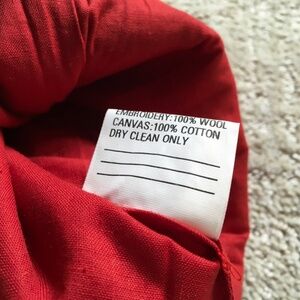 EMBROIDERY:100% WOOL
CANVAS:100% COTTON
DRY CLEAN ONLY